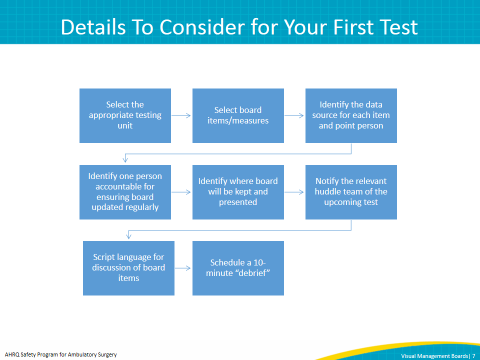 Details To Consider for Your First Test
Select the
appropriate testing
unit
Select board
items/measures
Identify the data
source for each item
and point person
Identify one person
accountable for
ensuring board
updated regularly
Identify where board
will be kept and
presented
Notify the relevant
huddle team of the
upcoming test
Script language for
discussion of board
items
Schedule a 10-
minute “debrief”
AHRQ Safety Program for Ambulatory Surgery
Visual Management Boards| 7